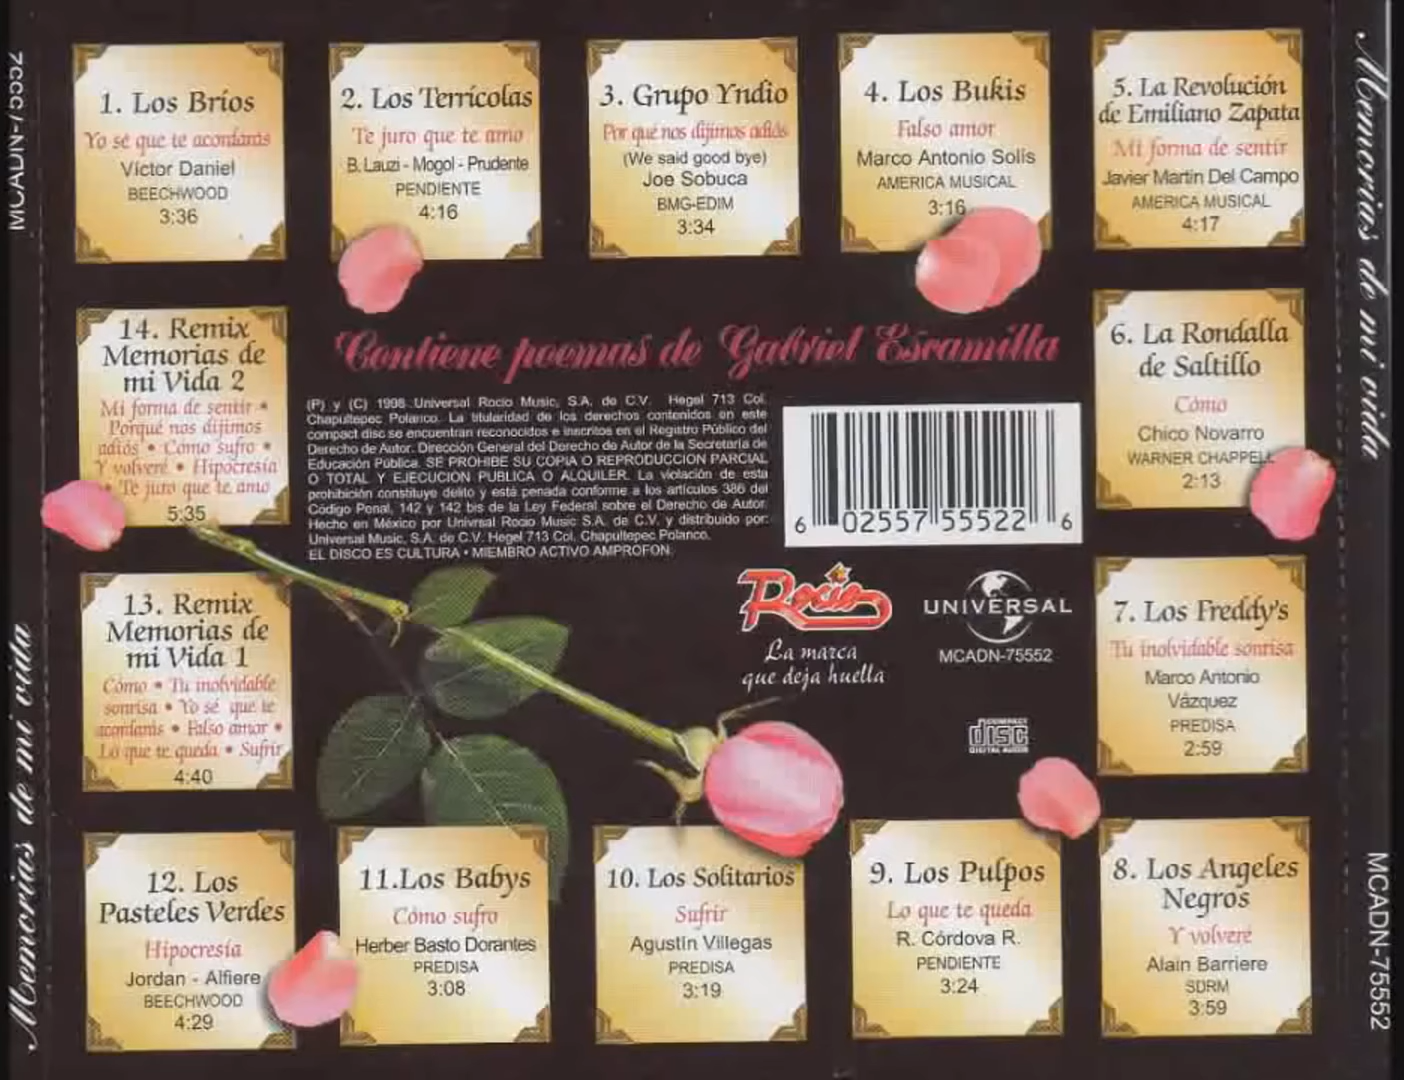 MCADN-75552
Memorias de mi vida
1. Los Bríos
Yo sé que te acordarás
Víctor Daniel
BEECHWOOD
3:36
2. Los Terrícolas
Te juro que te amo
B. Lauzi - Mogol - Prudente
PENDIENTE
4:16
3. Grupo Yndio
Por qué nos dijimos adiós
(We said good bye)
Joe Sobuca
BMG-EDIM
3:34
4. Los Bukis
Falso amor
Marco Antonio Solís
AMERICA MUSICAL
3:16
5. La Revolución
de Emiliano Zapata
Mi forma de sentir
Javier Martín Del Campo
AMERICA MUSICAL
4:17
6. La Rondalla
de Saltillo
Cómo
Chico Novarro
WARNER CHAPPELL
2:13
7. Los Freddy's
Tu inolvidable sonrisa
Marco Antonio
Vázquez
PREDISA
2:59
8. Los Angeles
Negros
Y volveré
Alain Barriere
SDRM
3:59
9. Los Pulpos
Lo que te queda
R. Córdova R.
PENDIENTE
3:24
10. Los Solitarios
Sufrir
Agustín Villegas
PREDISA
3:19
11.Los Babys
Cómo sufro
Herber Basto Dorantes
PREDISA
3:08
12. Los
Pasteles Verdes
Hipocresía
Jordan - Alfiere
BEECHWOOD
4:29
13. Remix
Memorias de
mi Vida 1
Cómo • Tu inolvidable
sonrisa • Yo sé que te
acordarás • Falso amor •
Lo que te queda • Sufrir
4:40
14. Remix
Memorias de
mi Vida 2
Mi forma de sentir •
Porqué nos dijimos
adiós • Como sufro •
Y volveré • Hipocresía
• Te juro que te amo
5:35
Contiene poemas de Gabriel Escamilla
(P) y (C) 1998 Universal Rocio Music, S.A. de C.V. Hegel 713 Col.
Chapultepec Polanco. La titularidad de los derechos contenidos en este
compact disc se encuentran reconocidos e inscritos en el Registro Público del
Derecho de Autor. Dirección General del Derecho de Autor de la Secretaría de
Educación Pública. SE PROHIBE SU COPIA O REPRODUCCION PARCIAL
O TOTAL Y EJECUCION PUBLICA O ALQUILER. La violación de esta
prohibición constituye delito y está penada conforme a los artículos 386 del
Código Penal, 142 y 142 bis de la Ley Federal sobre el Derecho de Autor.
Hecho en México por Univrsal Rocio Music S.A. de C.V. y distribuido por:
Universal Music, S.A. de C.V. Hegel 713 Col. Chapultepec Polanco.
EL DISCO ES CULTURA • MIEMBRO ACTIVO AMPROFON.
6 02557 55522 6
Rocio
La marca
que deja huella
UNIVERSAL
MCADN-75552
COMPACT
disc
DIGITAL AUDIO
Memorias de mi vida
MCADN-75552